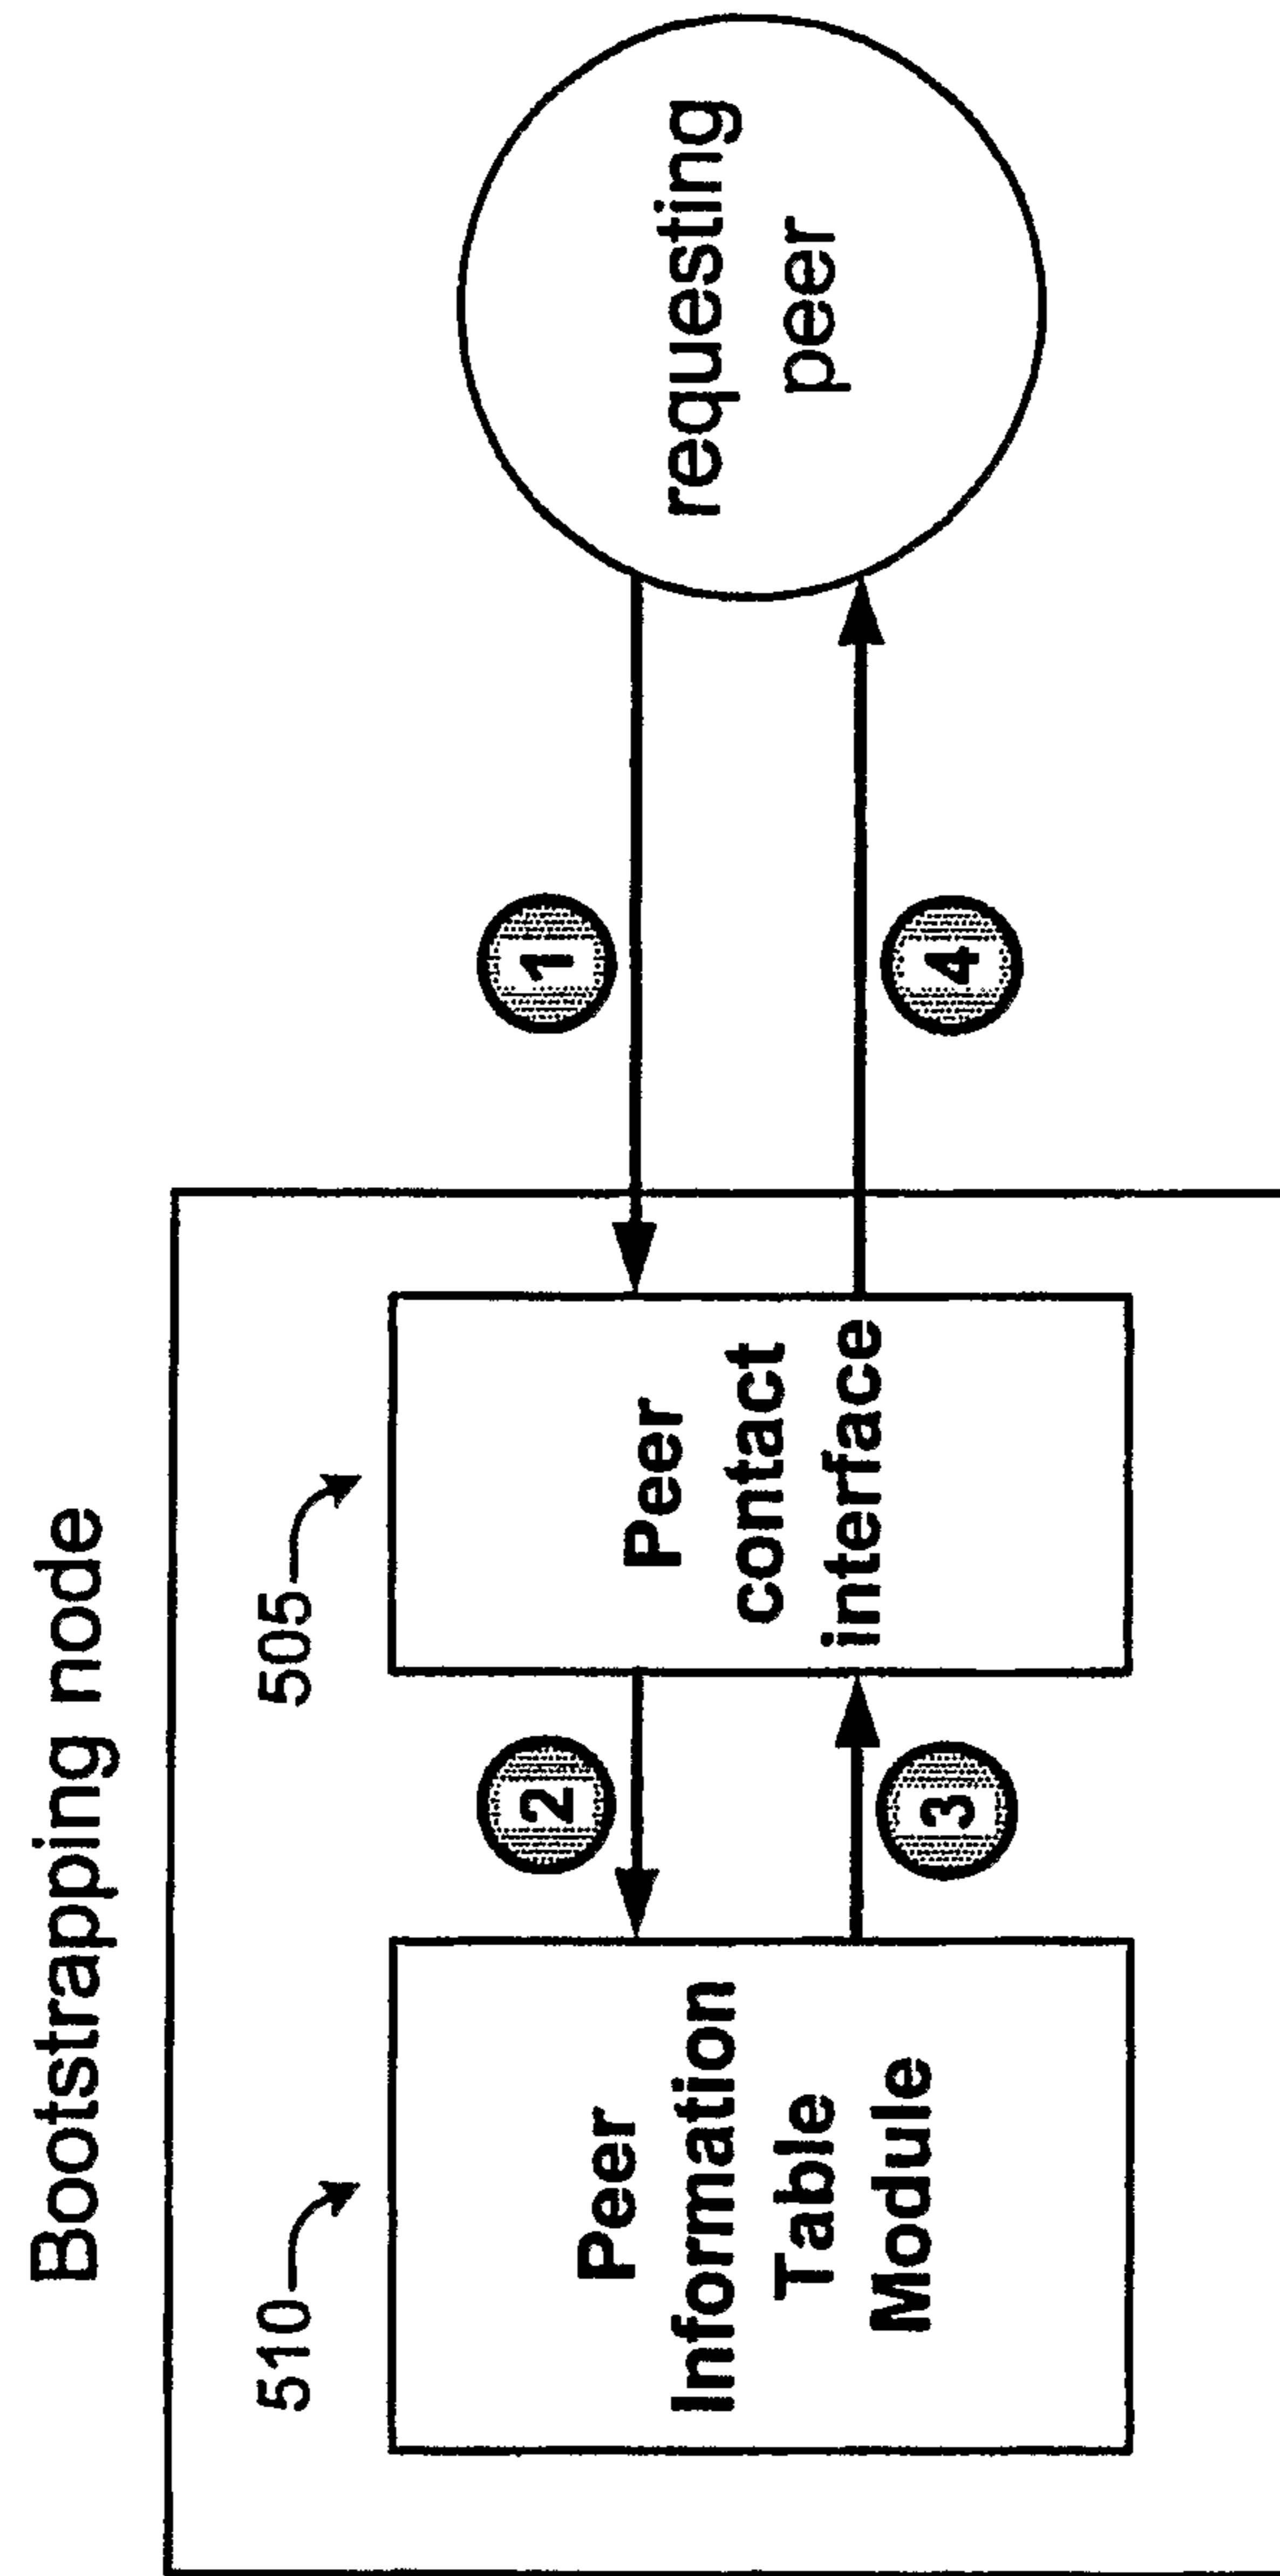 Bootstrapping node
510
505
Peer
Information
Table
Module
2
3
Peer
contact
interface
1
4
requesting
peer